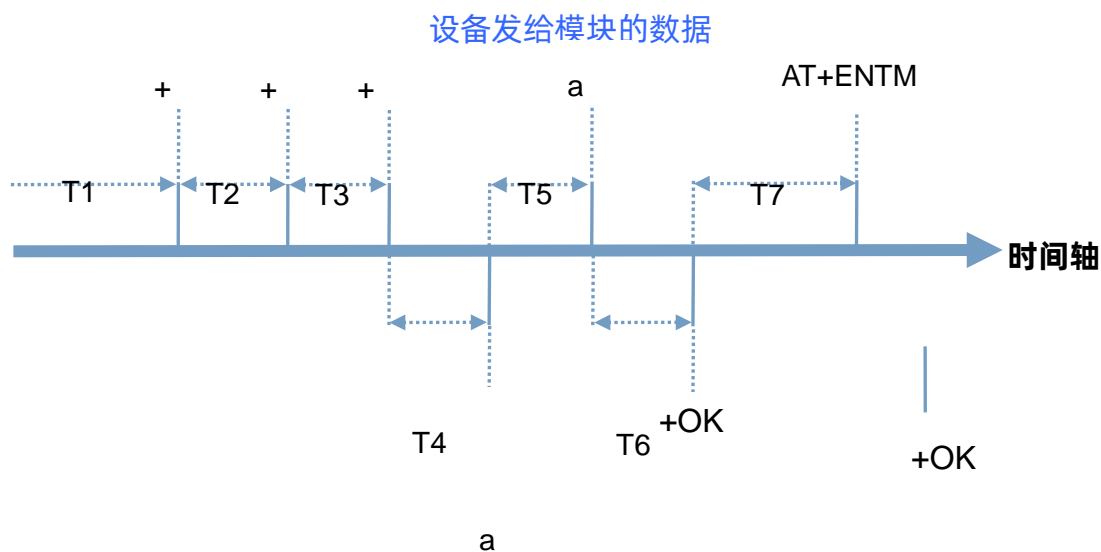 设备发给模块的数据
AT+ENTM
+ + + a
T1 T2 T3 T5 T7
时间轴
+OK
T4 T6
+OK
a